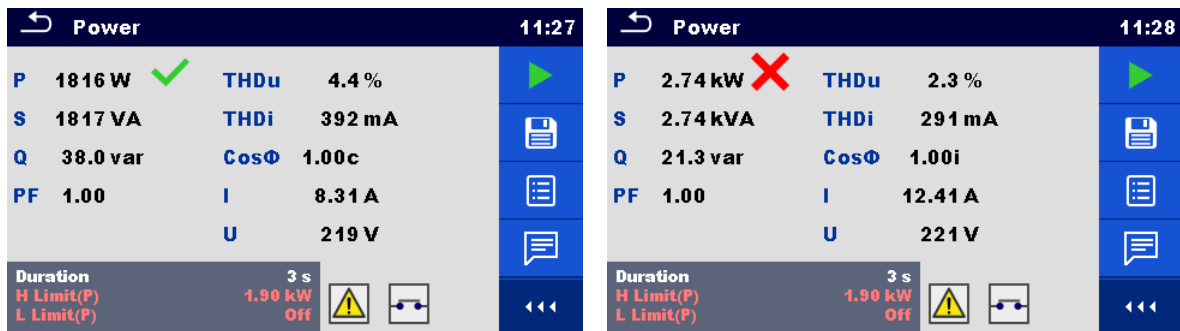 Power 11:27
P 1816 W THDu 4.4 %
S 1817 VA THDi 392 mA
Q 38.0 var CosΦ 1.00c
PF 1.00 I 8.31 A
U 219 V
Duration 3 s
H Limit(P) 1.90 kW
L Limit(P) Off
Power 11:28
P 2.74 kW THDu 2.3 %
S 2.74 kVA THDi 291 mA
Q 21.3 var CosΦ 1.00i
PF 1.00 I 12.41 A
U 221 V
Duration 3 s
H Limit(P) 1.90 kW
L Limit(P) Off